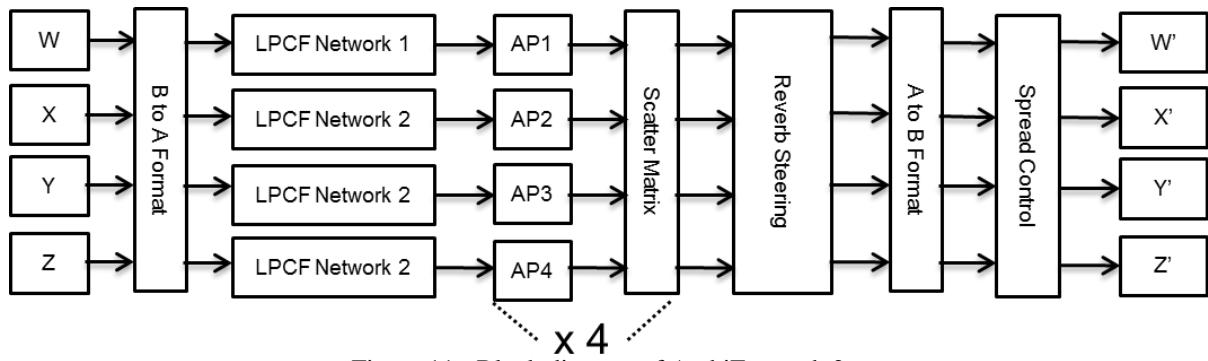 W
X
Y
Z
B to A Format
LPCF Network 1
LPCF Network 2
LPCF Network 2
LPCF Network 2
AP1
AP2
AP3
AP4
Scatter Matrix
x 4
Reverb Steering
A to B Format
Spread Control
W'
X'
Y'
Z'